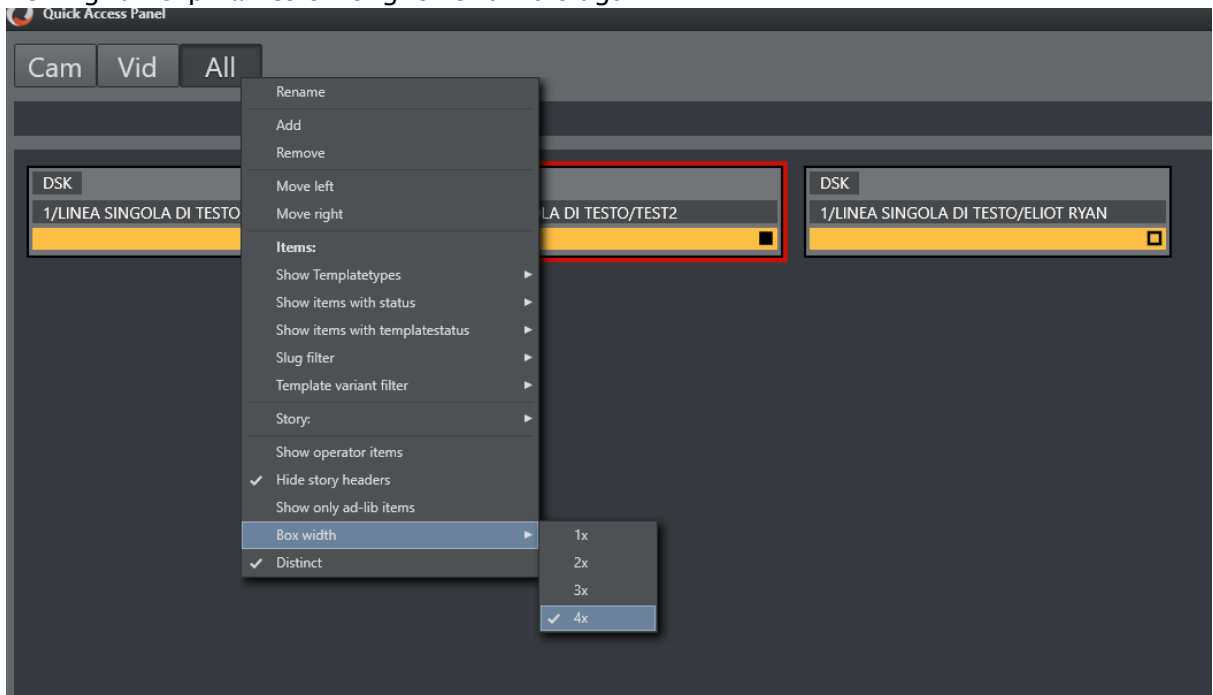 Quick Access Panel
Cam Vid All
Rename
Add
Remove
Move left
Move right
Items:
Show Templatetypes
Show items with status
Show items with templatestatus
Slug filter
Template variant filter
Story:
Show operator items
Hide story headers
Show only ad-lib items
Box width
Distinct
1x
2x
3x
4x
DSK
1/LINEA SINGOLA DI TESTO
LA DI TESTO/TEST2
DSK
1/LINEA SINGOLA DI TESTO/ELIOT RYAN